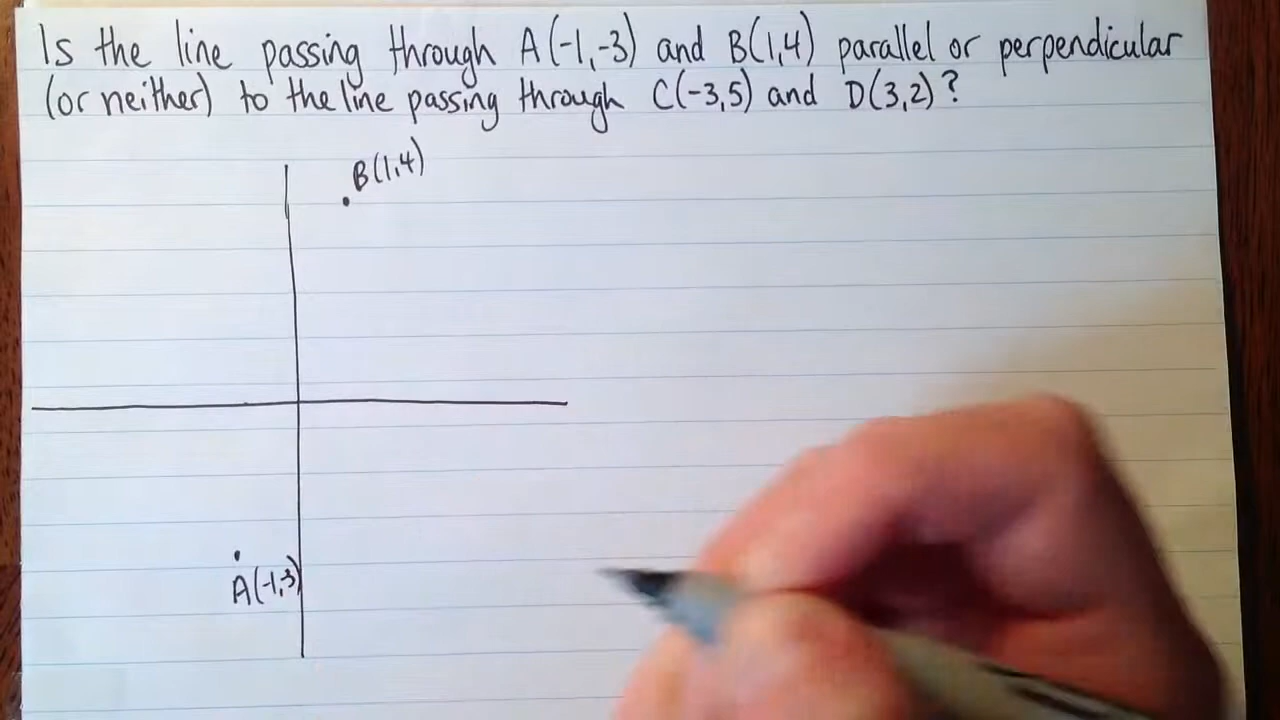 Is the line passing through A(-1,-3) and B(1,4) parallel or perpendicular
(or neither) to the line passing through C(-3,5) and D(3,2)?
B(1,4)
A(-1,-3)